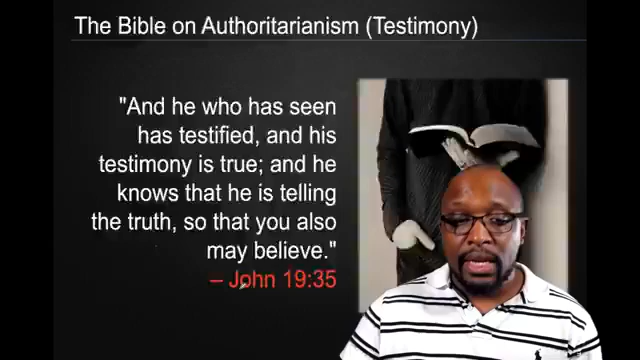 The Bible on Authoritarianism (Testimony)
"And he who has seen
has testified, and his
testimony is true; and he
knows that he is telling
the truth, so that you also
may believe."
– John 19:35